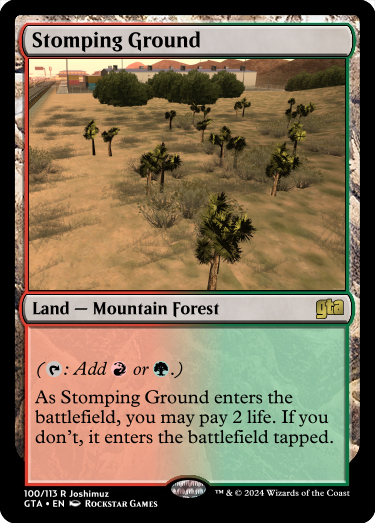 Stomping Ground
Land — Mountain Forest
gta
(: Add or .)
As Stomping Ground enters the
battlefield, you may pay 2 life. If you
don't, it enters the battlefield tapped.
100/113 R Joshimuz
GTA • EN Rockstar Games
™ & © 2024 Wizards of the Coast